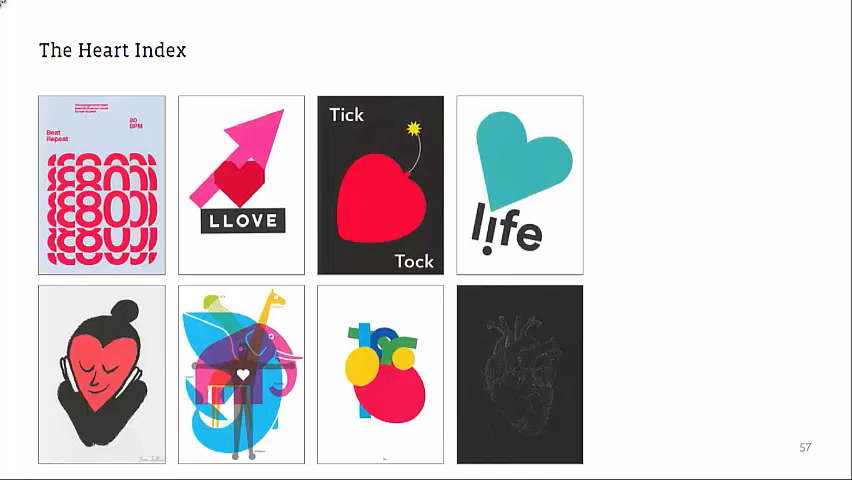 The Heart Index
80
BPM
Beat
Repeat
LLOVE
Tick
Tock
life
57